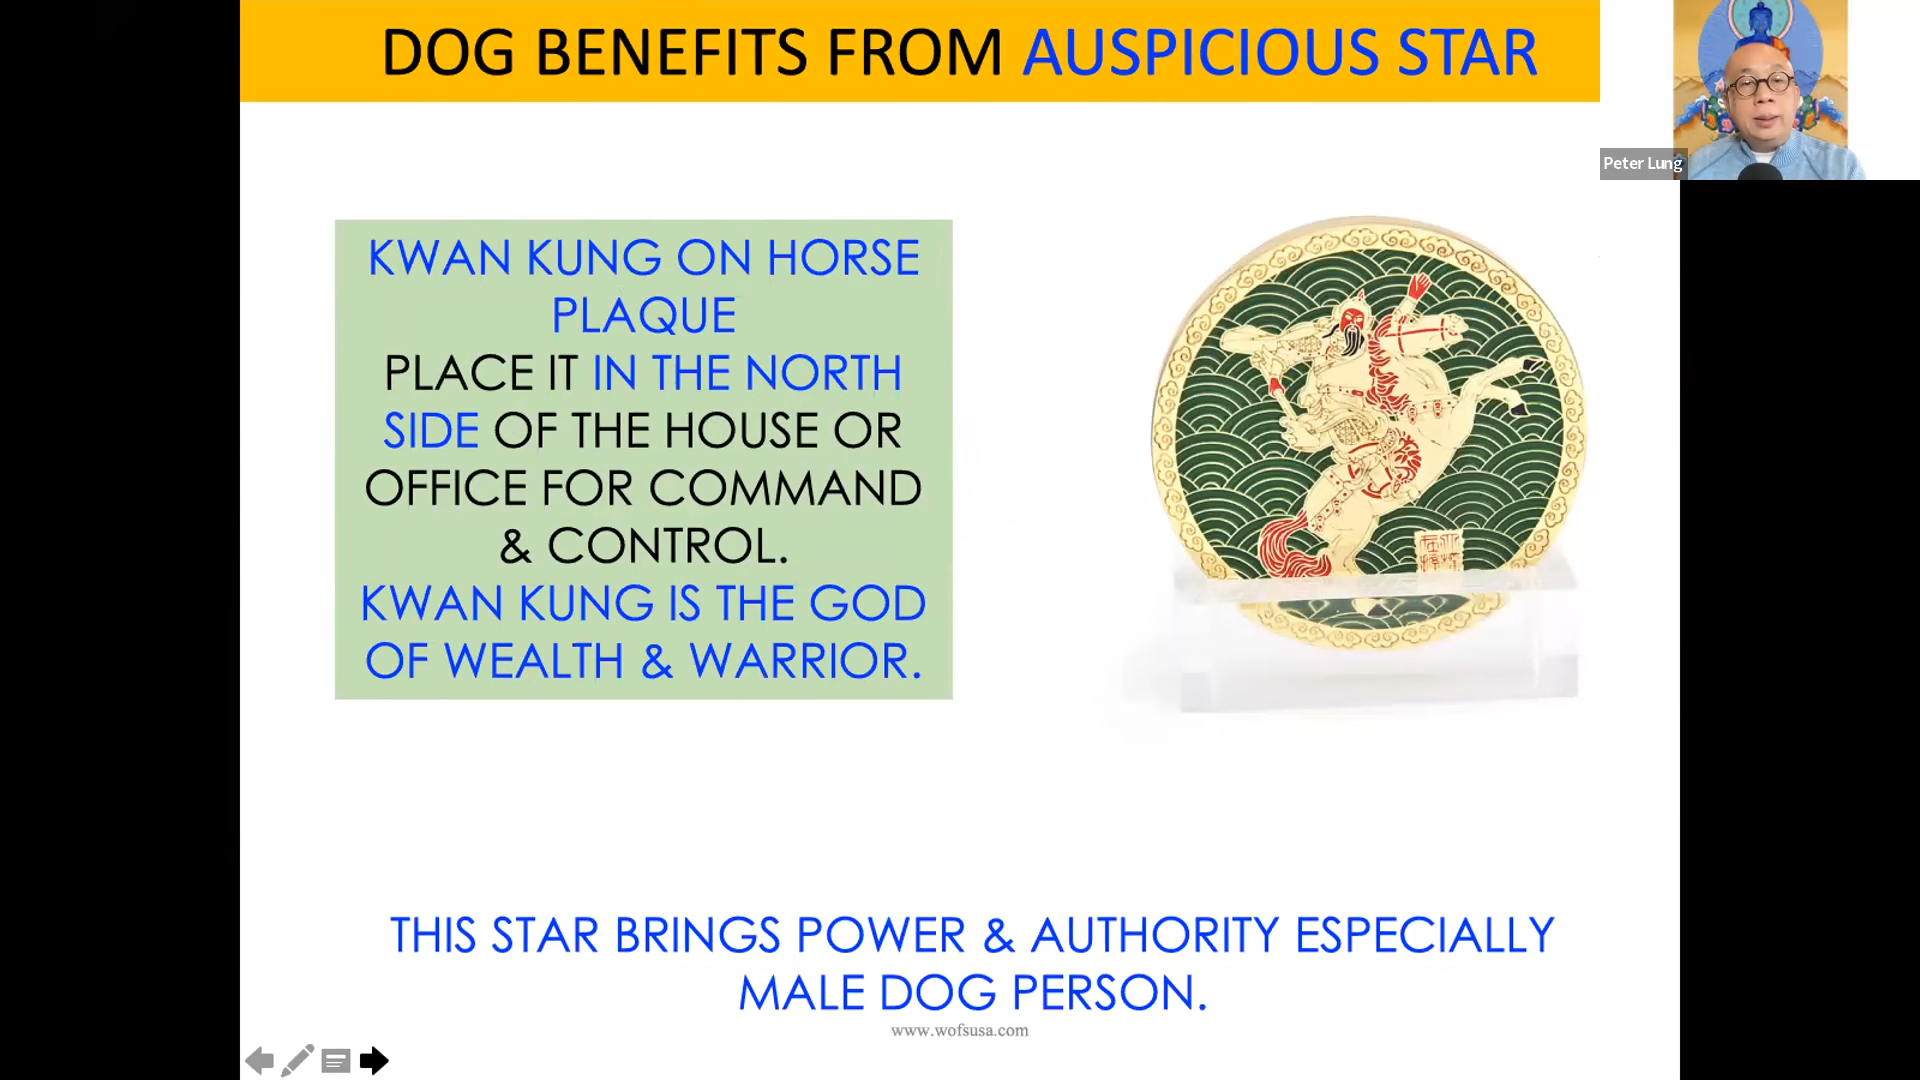 DOG BENEFITS FROM AUSPICIOUS STAR
Peter Lung
KWAN KUNG ON HORSE
PLAQUE
PLACE IT IN THE NORTH
SIDE OF THE HOUSE OR
OFFICE FOR COMMAND
& CONTROL.
KWAN KUNG IS THE GOD
OF WEALTH & WARRIOR.
THIS STAR BRINGS POWER & AUTHORITY ESPECIALLY
MALE DOG PERSON.
www.wofsusa.com